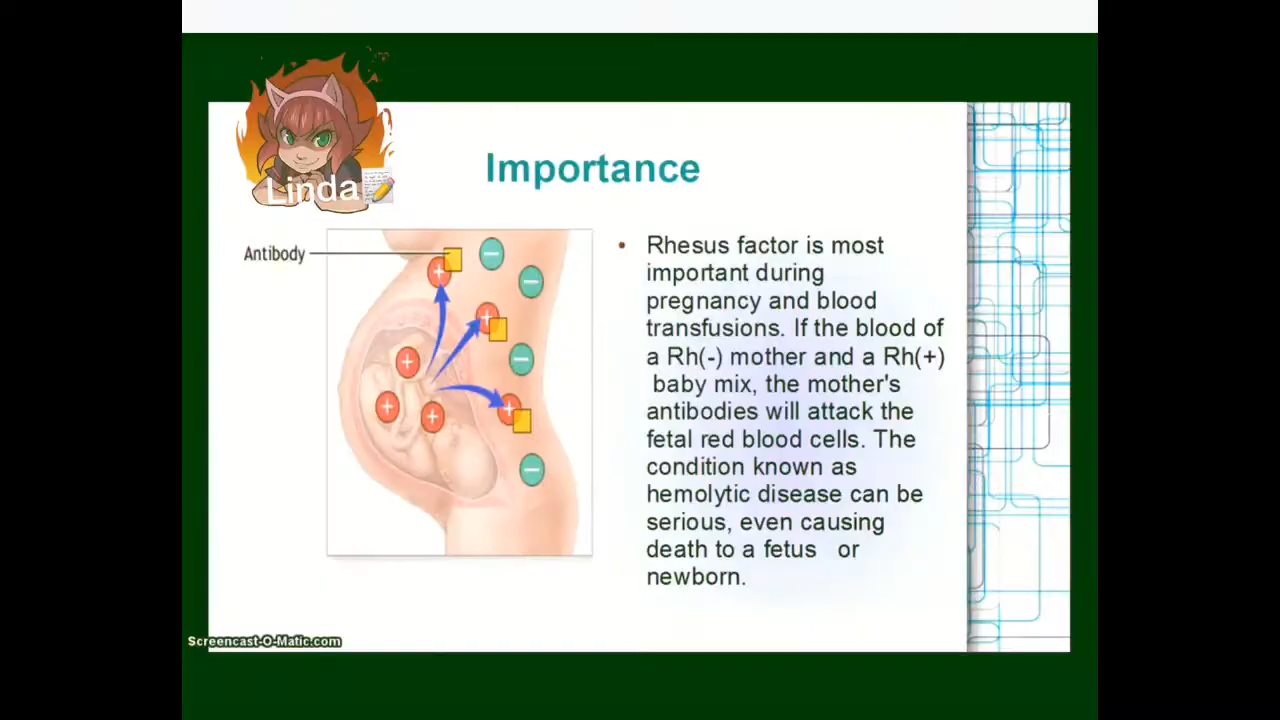 Linda
Importance
Antibody
• Rhesus factor is most
important during
pregnancy and blood
transfusions. If the blood of
a Rh(-) mother and a Rh(+)
baby mix, the mother's
antibodies will attack the
fetal red blood cells. The
condition known as
hemolytic disease can be
serious, even causing
death to a fetus or
newborn.
Screencast-O-Matic.com